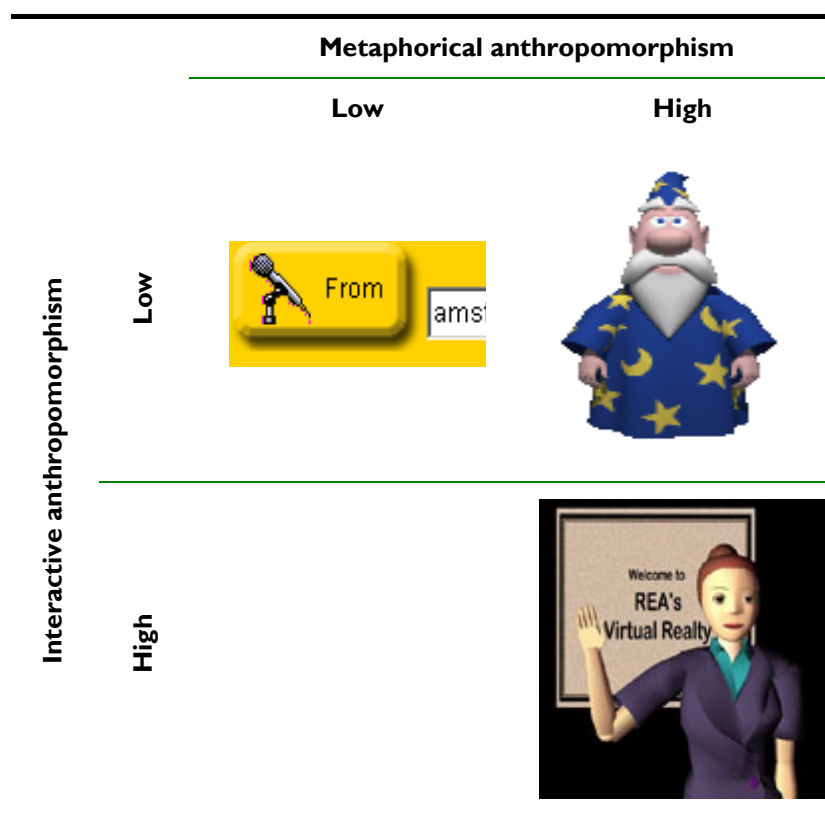 Metaphorical anthropomorphism
Low
High
Interactive anthropomorphism
Low
From
amst
High
Welcome to
REA's
Virtual Realty